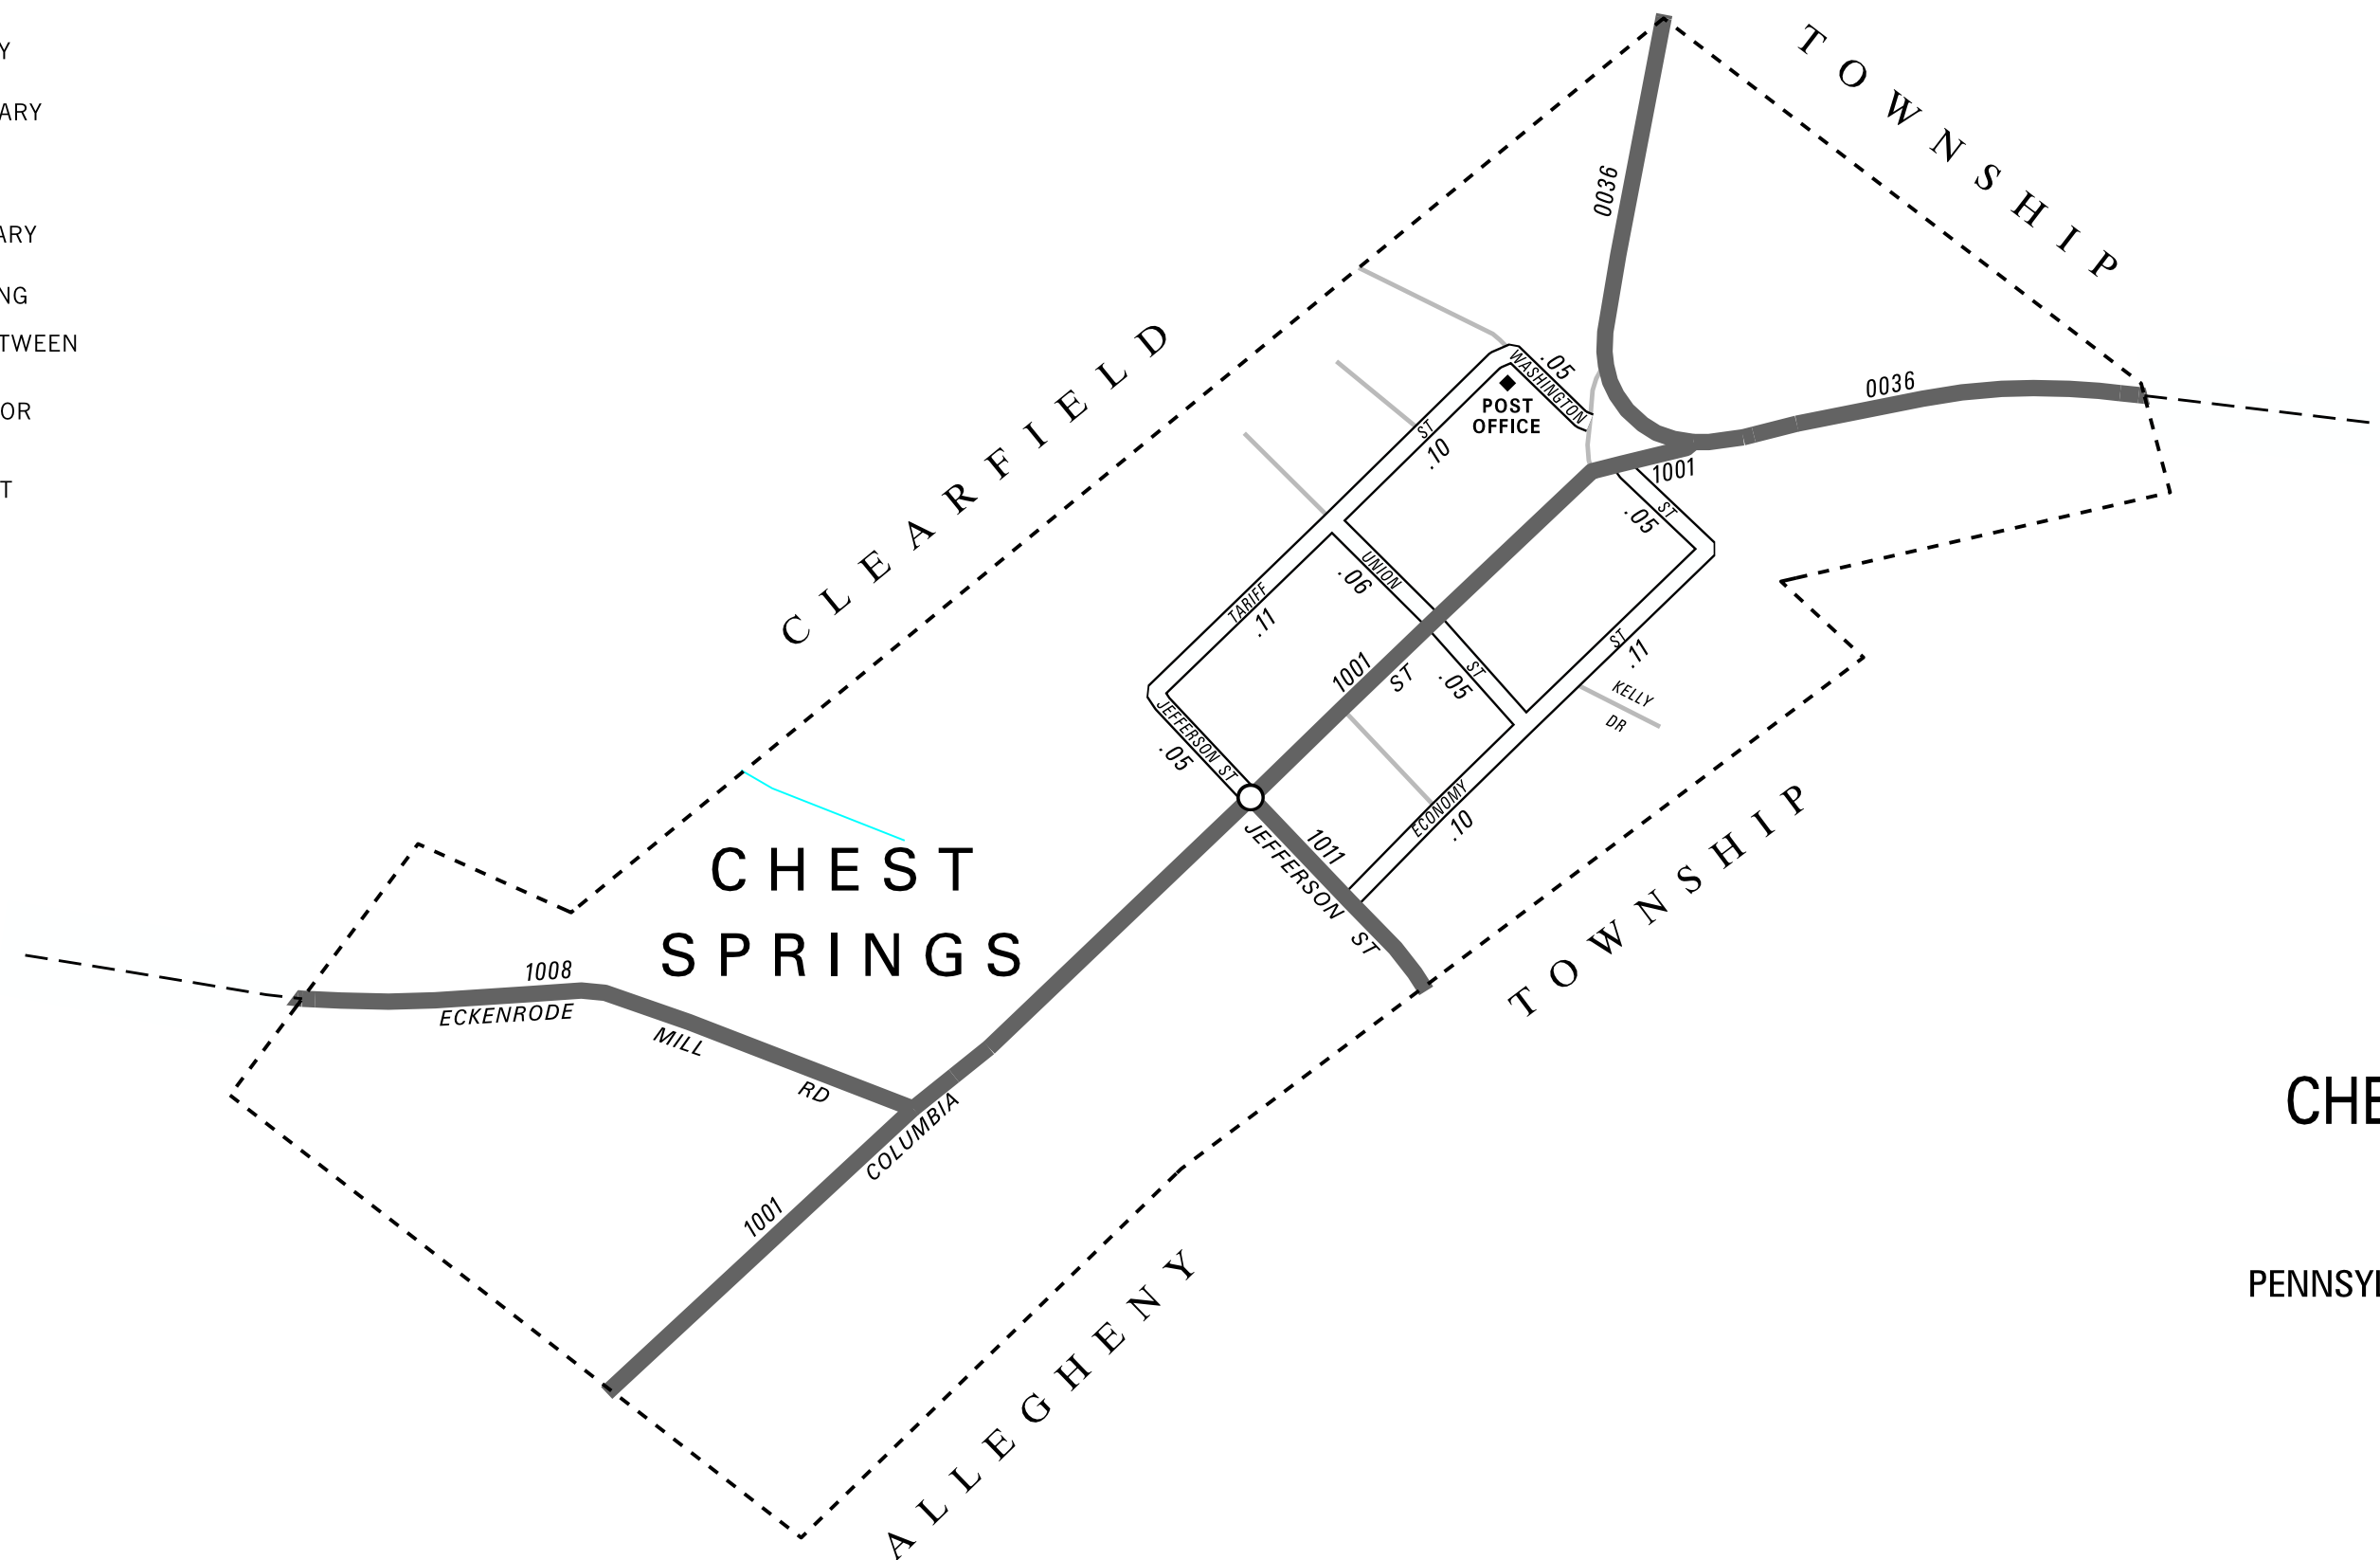 Y
ARY
ARY
NG
TWEEN
OR
T
TOWNSHIP
0036
0036
CLEARFIELD
WASHINGTON
.05
POST
OFFICE
ST
.10
1001
ST
.05
UNION
.06
TARIFF
.11
1001
ST
ST
.05
ST
.11
KELLY
DR
JEFFERSON ST
.05
ECONOMY
.10
1011
JEFFERSON ST
CHEST
SPRINGS
TOWNSHIP
1008
ECKENRODE
MILL
RD
COLUMBIA
1001
ALLEGHENY
CHE
PENNSY